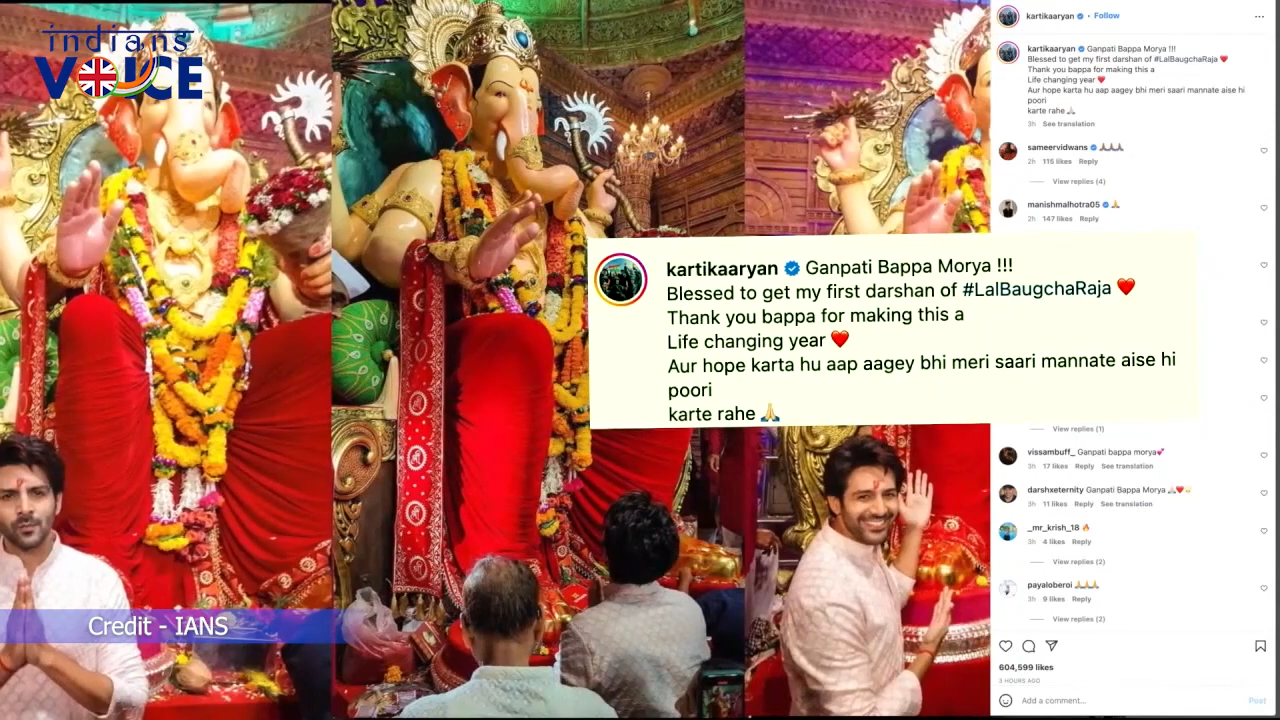 indians
VOICE
kartikaaryan • Follow
kartikaaryan Ganpati Bappa Morya !!!
Blessed to get my first darshan of #LalBaugchaRaja ❤️
Thank you bappa for making this a
Life changing year ❤️
Aur hope karta hu aap aagey bhi meri saari mannate aise hi
poori
karte rahe 🙏
3h See translation
sameervidwans 🙏🙏🙏
2h 115 likes Reply
View replies (4)
manishmalhotra05 🙏
2h 147 likes Reply
kartikaaryan Ganpati Bappa Morya !!!
Blessed to get my first darshan of #LalBaugchaRaja ❤️
Thank you bappa for making this a
Life changing year ❤️
Aur hope karta hu aap aagey bhi meri saari mannate aise hi
poori
karte rahe 🙏
View replies (1)
vissambuff_ Ganpati bappa morya💕
3h 17 likes Reply See translation
darshxeternity Ganpati Bappa Morya 🙏❤️✨
3h 11 likes Reply See translation
_mr_krish_18 🔥
3h 4 likes Reply
View replies (2)
payaloberoi 🙏🙏🙏
3h 9 likes Reply
View replies (2)
604,599 likes
3 HOURS AGO
Add a comment...
Post
Credit - IANS